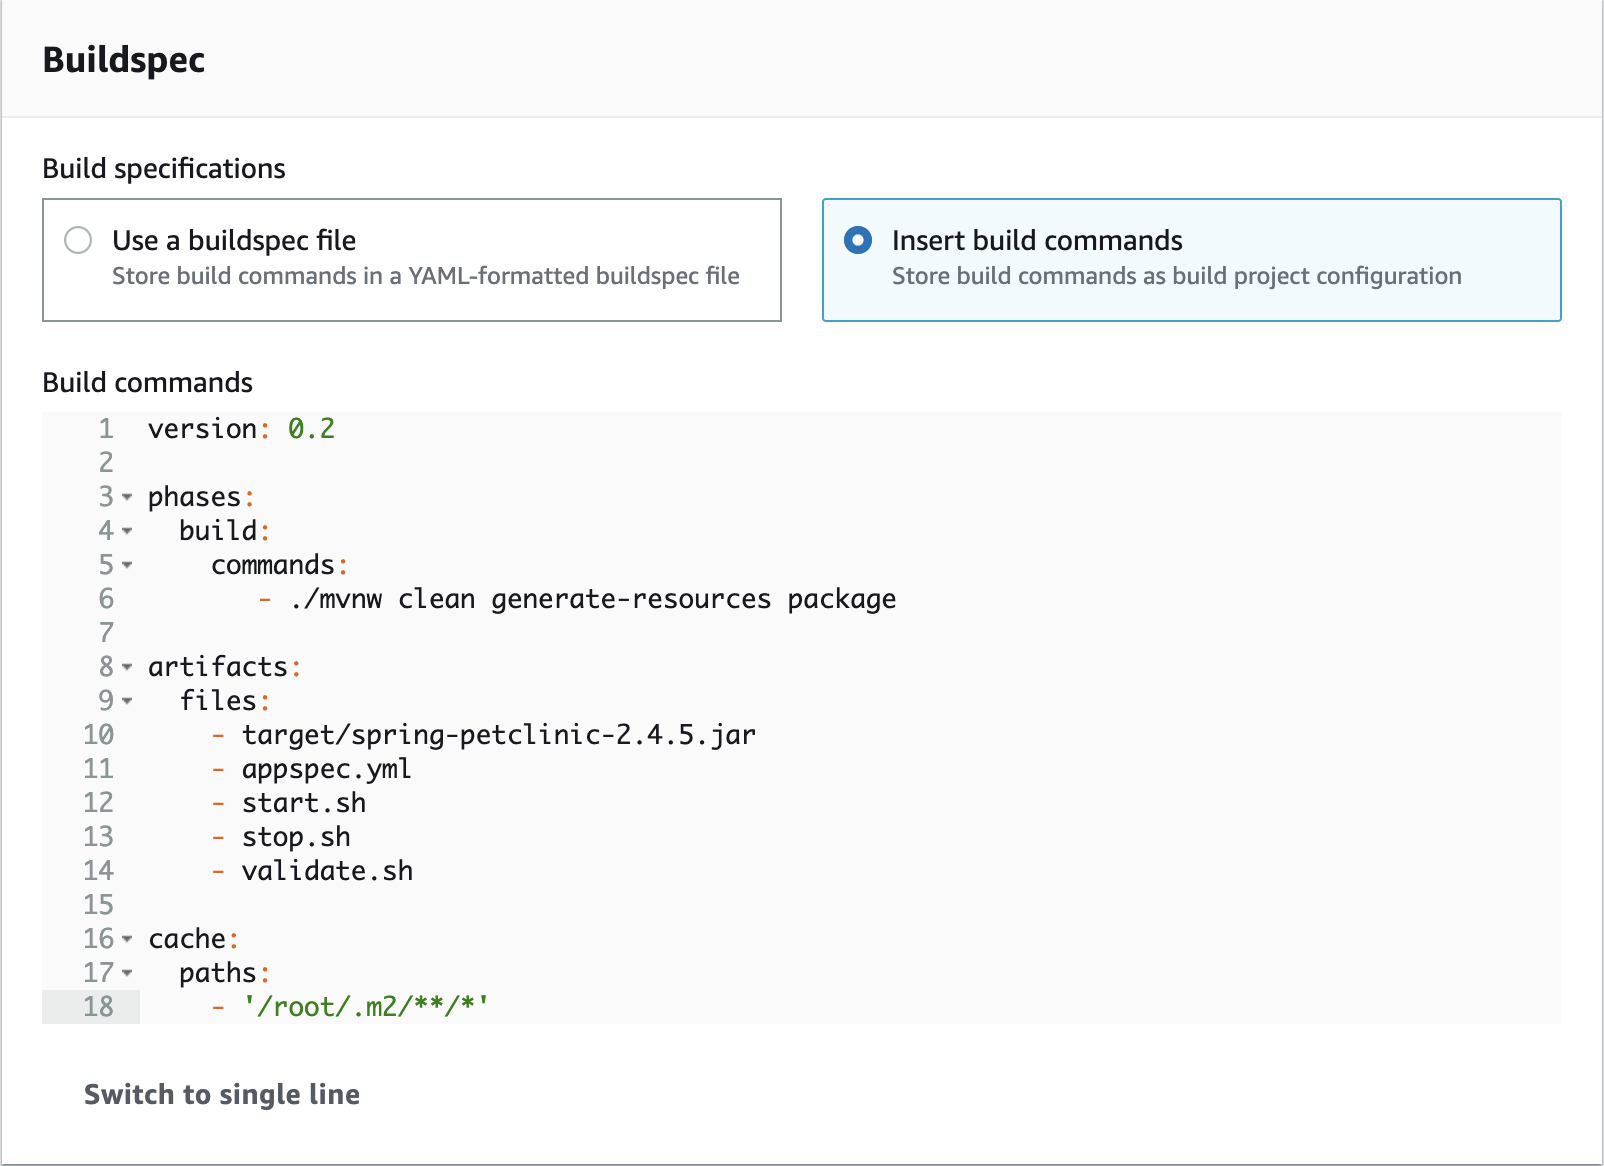 Buildspec
Build specifications
Use a buildspec file
Store build commands in a YAML-formatted buildspec file
Insert build commands
Store build commands as build project configuration
Build commands
1 version: 0.2
2
3 phases:
4   build:
5     commands:
6        - ./mvnw clean generate-resources package
7
8 artifacts:
9   files:
10     - target/spring-petclinic-2.4.5.jar
11     - appspec.yml
12     - start.sh
13     - stop.sh
14     - validate.sh
15
16 cache:
17   paths:
18     - '/root/.m2/**/*'
Switch to single line